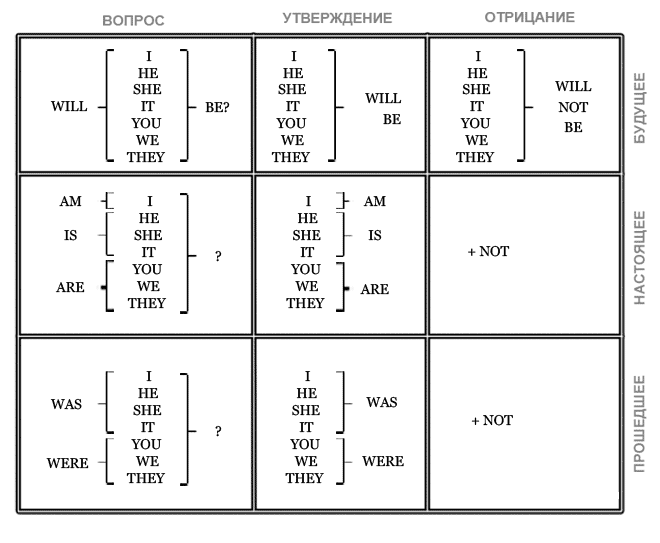 ВОПРОС
УТВЕРЖДЕНИЕ
ОТРИЦАНИЕ
WILL
I
HE
SHE
IT
YOU
WE
THEY
BE?
I
HE
SHE
IT
YOU
WE
THEY
WILL
BE
I
HE
SHE
IT
YOU
WE
THEY
WILL
NOT
BE
БУДУЩЕЕ
AM
IS
ARE
I
HE
SHE
IT
YOU
WE
THEY
?
I
HE
SHE
IT
YOU
WE
THEY
AM
IS
ARE
+ NOT
НАСТОЯЩЕЕ
WAS
WERE
I
HE
SHE
IT
YOU
WE
THEY
?
I
HE
SHE
IT
YOU
WE
THEY
WAS
WERE
+ NOT
ПРОШЕДШЕЕ